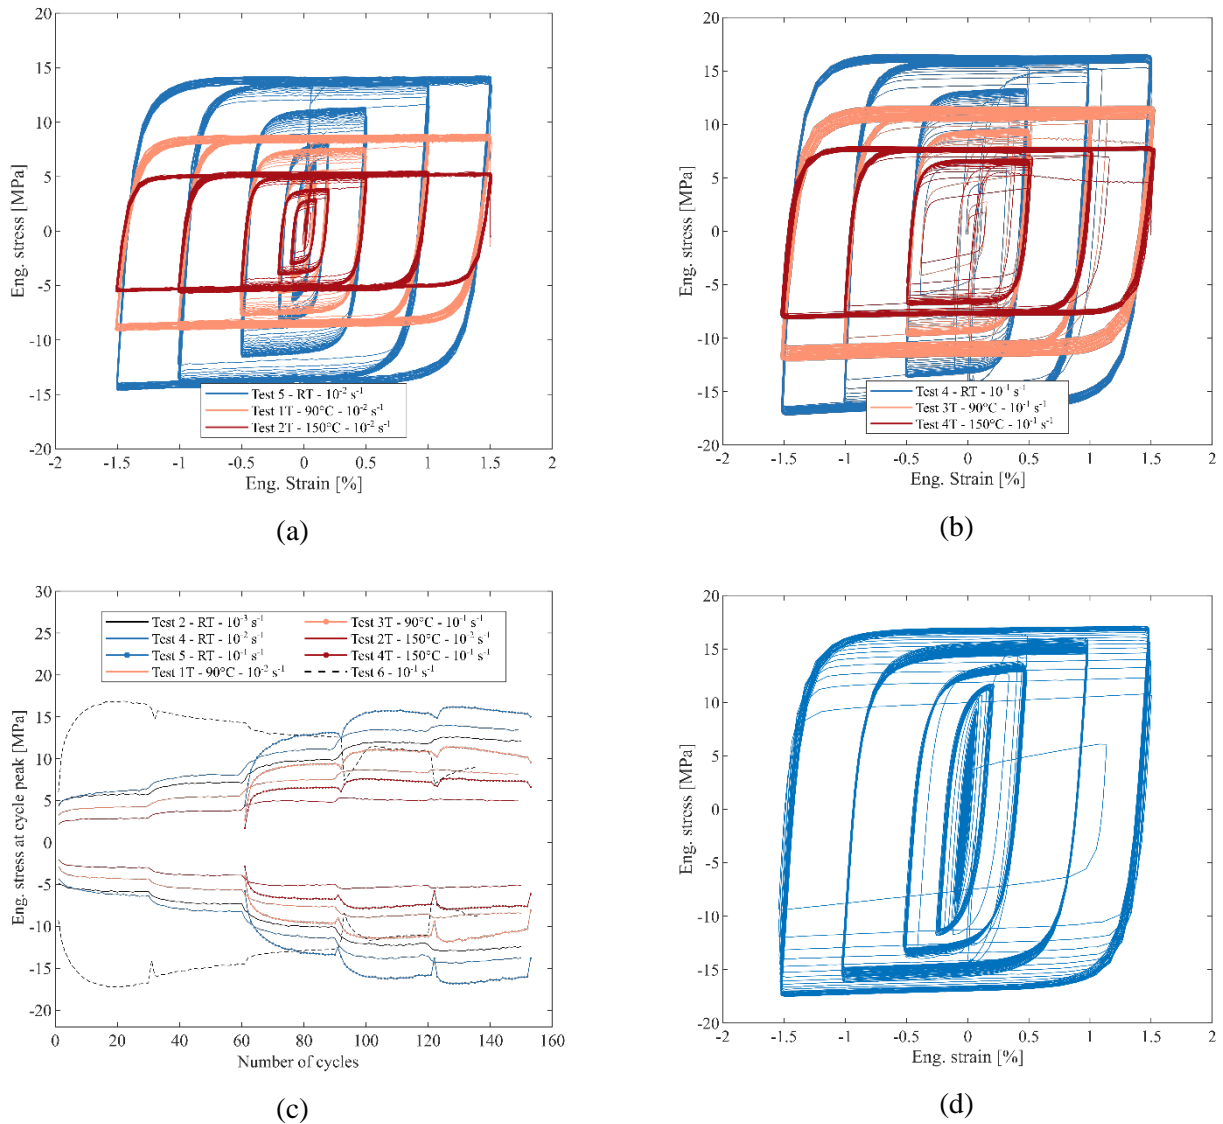 20
15
10
5
0
-5
-10
-15
-20
Eng. stress [MPa]
Test 5 - RT - 10⁻² s⁻¹
Test 1T - 90°C - 10⁻² s⁻¹
Test 2T - 150°C - 10⁻² s⁻¹
-2 -1.5 -1 -0.5 0 0.5 1 1.5 2
Eng. Strain [%]
(a)
20
15
10
5
0
-5
-10
-15
-20
Eng. stress [MPa]
Test 4 - RT - 10⁻¹ s⁻¹
Test 3T - 90°C - 10⁻¹ s⁻¹
Test 4T - 150°C - 10⁻¹ s⁻¹
-2 -1.5 -1 -0.5 0 0.5 1 1.5 2
Eng. Strain [%]
(b)
30
25
20
15
10
5
0
-5
-10
-15
-20
Eng. stress at cycle peak [MPa]
Test 2 - RT - 10⁻³ s⁻¹
Test 4 - RT - 10⁻² s⁻¹
Test 5 - RT - 10⁻¹ s⁻¹
Test 1T - 90°C - 10⁻² s⁻¹
Test 3T - 90°C - 10⁻¹ s⁻¹
Test 2T - 150°C - 10⁻² s⁻¹
Test 4T - 150°C - 10⁻¹ s⁻¹
Test 6 - 10⁻¹ s⁻¹
0 20 40 60 80 100 120 140 160
Number of cycles
(c)
20
15
10
5
0
-5
-10
-15
-20
Eng. stress [MPa]
-2 -1.5 -1 -0.5 0 0.5 1 1.5 2
Eng. strain [%]
(d)